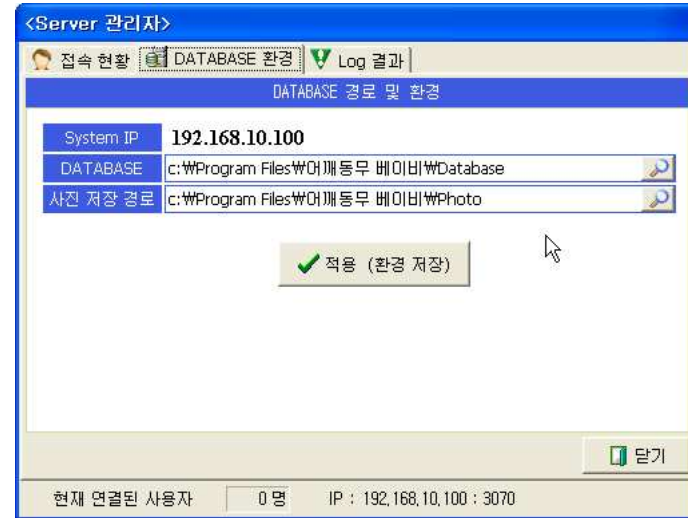 <Server 관리자>
접속 현황 DATABASE 환경 Log 결과
DATABASE 경로 및 환경
System IP 192.168.10.100
DATABASE c:₩Program Files₩어깨동무 베이비₩Database
사진 저장 경로 c:₩Program Files₩어깨동무 베이비₩Photo
적용 (환경 저장)
닫기
현재 연결된 사용자 0 명 IP : 192,168,10,100 : 3070